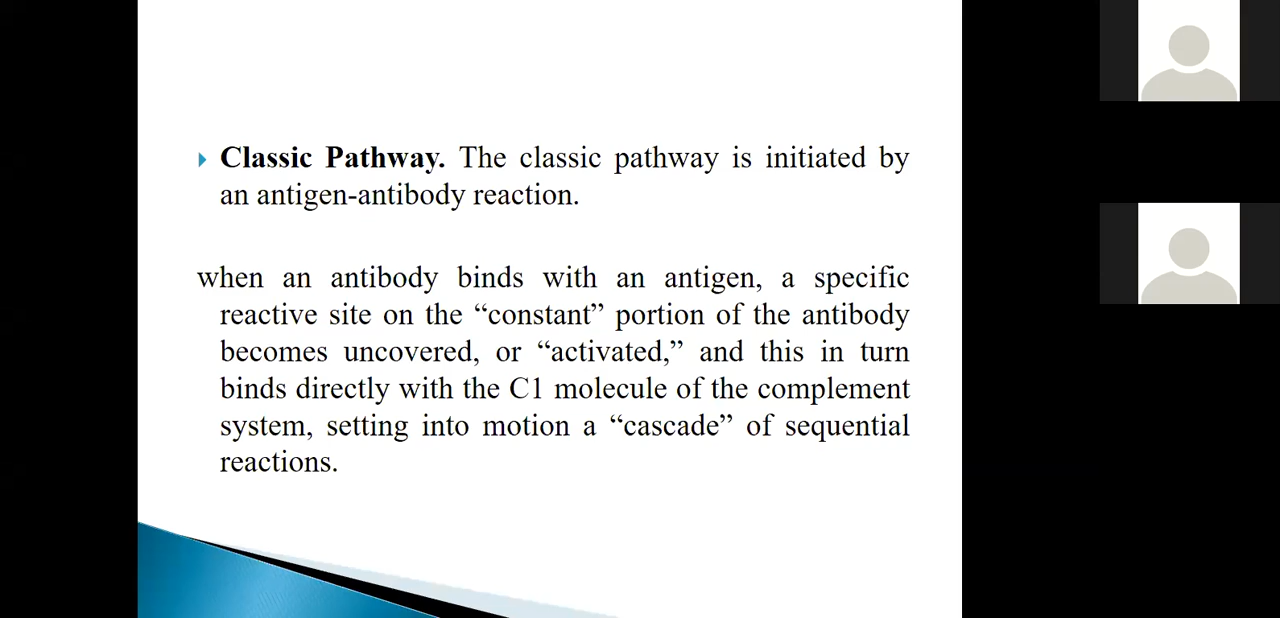 Classic Pathway. The classic pathway is initiated by
an antigen-antibody reaction.
when an antibody binds with an antigen, a specific
reactive site on the “constant” portion of the antibody
becomes uncovered, or “activated,” and this in turn
binds directly with the C1 molecule of the complement
system, setting into motion a “cascade” of sequential
reactions.